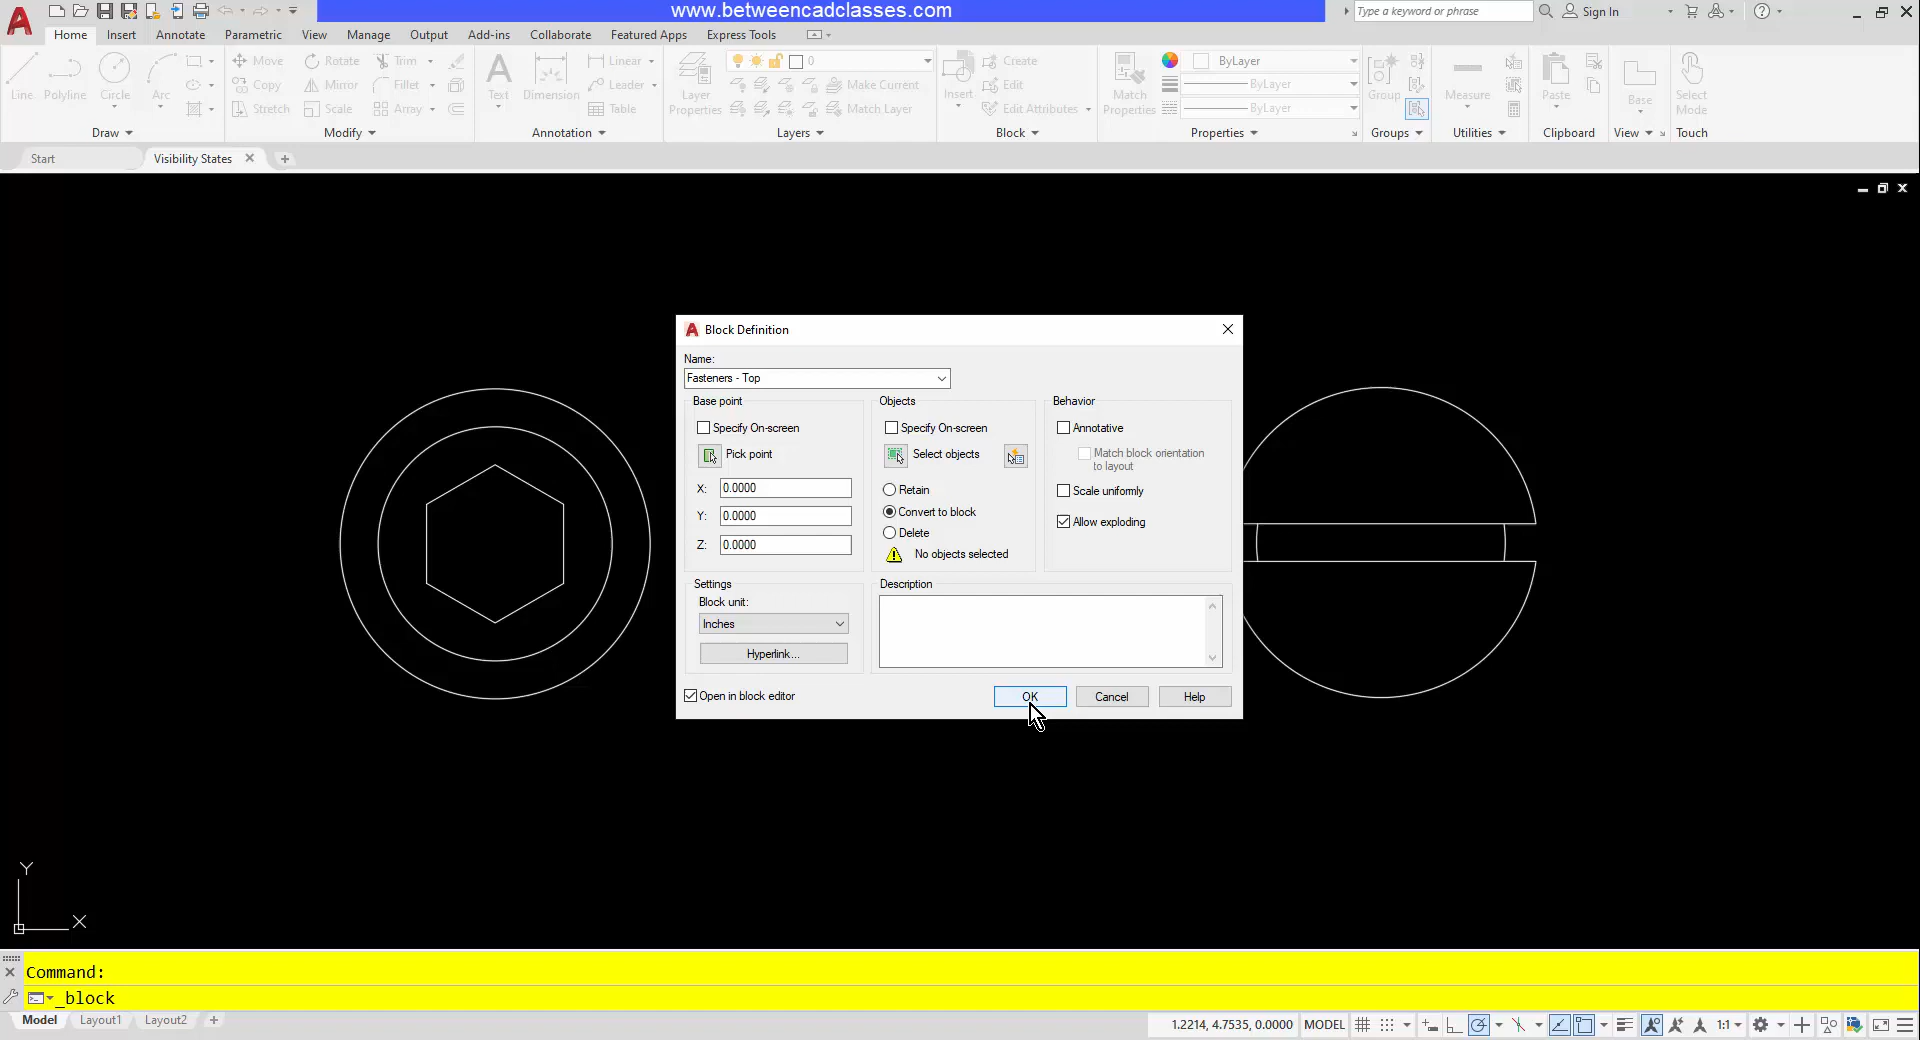 www.betweencadclasses.com
Type a keyword or phrase
Sign In
Home Insert Annotate Parametric View Manage Output Add-ins Collaborate Featured Apps Express Tools
Line Polyline Circle Arc
Move Rotate Trim
Copy Mirror Fillet
Stretch Scale Array
Text Dimension
Linear
Leader
Table
Layer Properties
0
Make Current
Match Layer
Insert
Create
Edit
Edit Attributes
Match Properties
ByLayer
ByLayer
ByLayer
Group
Measure
Paste
Base
Select Mode
Draw Modify Annotation Layers Block Properties Groups Utilities Clipboard View Touch
Start Visibility States
Block Definition
Name:
Fasteners - Top
Base point
Specify On-screen
Pick point
X: 0.0000
Y: 0.0000
Z: 0.0000
Objects
Specify On-screen
Select objects
Retain
Convert to block
Delete
No objects selected
Behavior
Annotative
Match block orientation
to layout
Scale uniformly
Allow exploding
Settings
Block unit:
Inches
Hyperlink...
Description
Open in block editor
OK Cancel Help
Y
X
Command:
_block
Model Layout1 Layout2
1.2214, 4.7535, 0.0000 MODEL 1:1